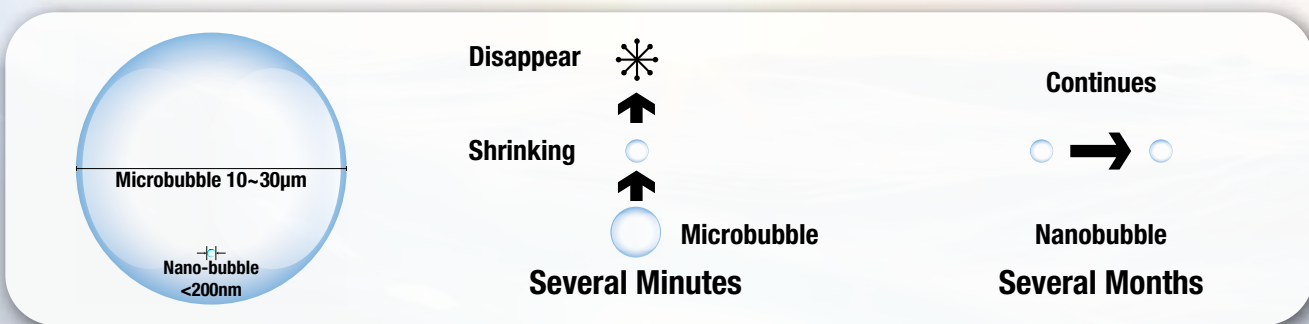 Microbubble 10~30μm
Nano-bubble
<200nm
Disappear
Shrinking
Microbubble
Several Minutes
Continues
Nanobubble
Several Months